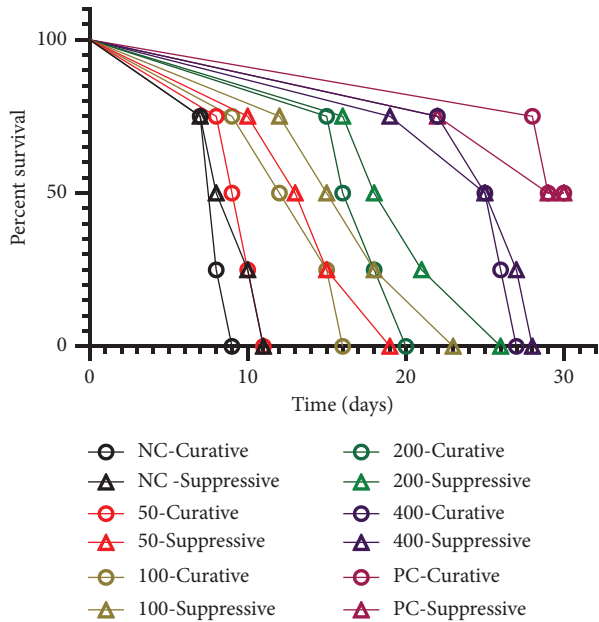 100
50
0
Percent survival
0 10 20 30
Time (days)
NC-Curative
NC -Suppressive
50-Curative
50-Suppressive
100-Curative
100-Suppressive
200-Curative
200-Suppressive
400-Curative
400-Suppressive
PC-Curative
PC-Suppressive